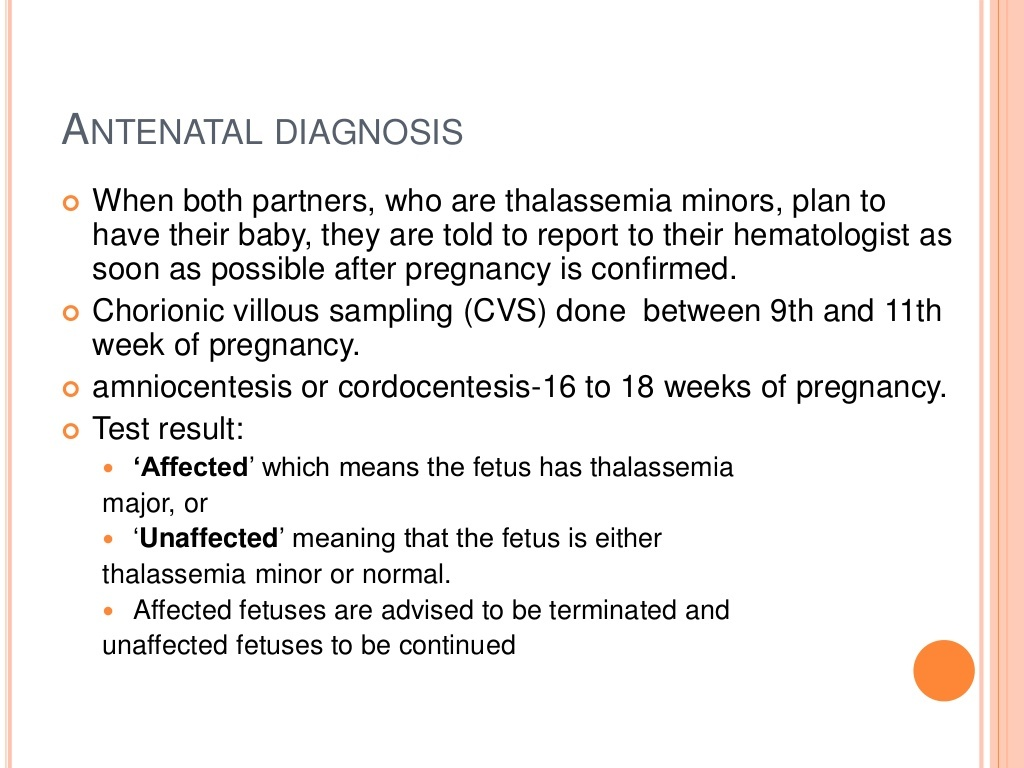 ANTENATAL DIAGNOSIS
When both partners, who are thalassemia minors, plan to
have their baby, they are told to report to their hematologist as
soon as possible after pregnancy is confirmed.
Chorionic villous sampling (CVS) done  between 9th and 11th
week of pregnancy.
amniocentesis or cordocentesis-16 to 18 weeks of pregnancy.
Test result:
‘Affected’ which means the fetus has thalassemia
major, or
‘Unaffected’ meaning that the fetus is either
thalassemia minor or normal.
Affected fetuses are advised to be terminated and
unaffected fetuses to be continued